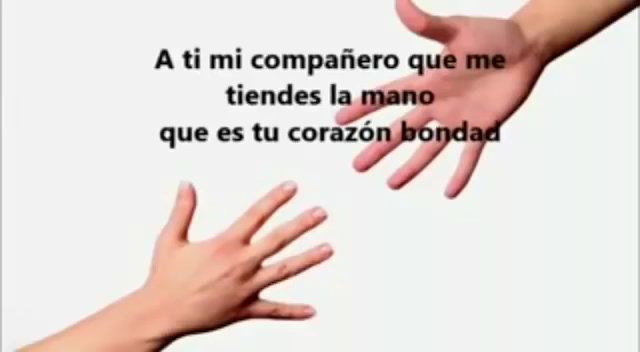 A ti mi compañero que me
tiendes la mano
que es tu corazón bondad